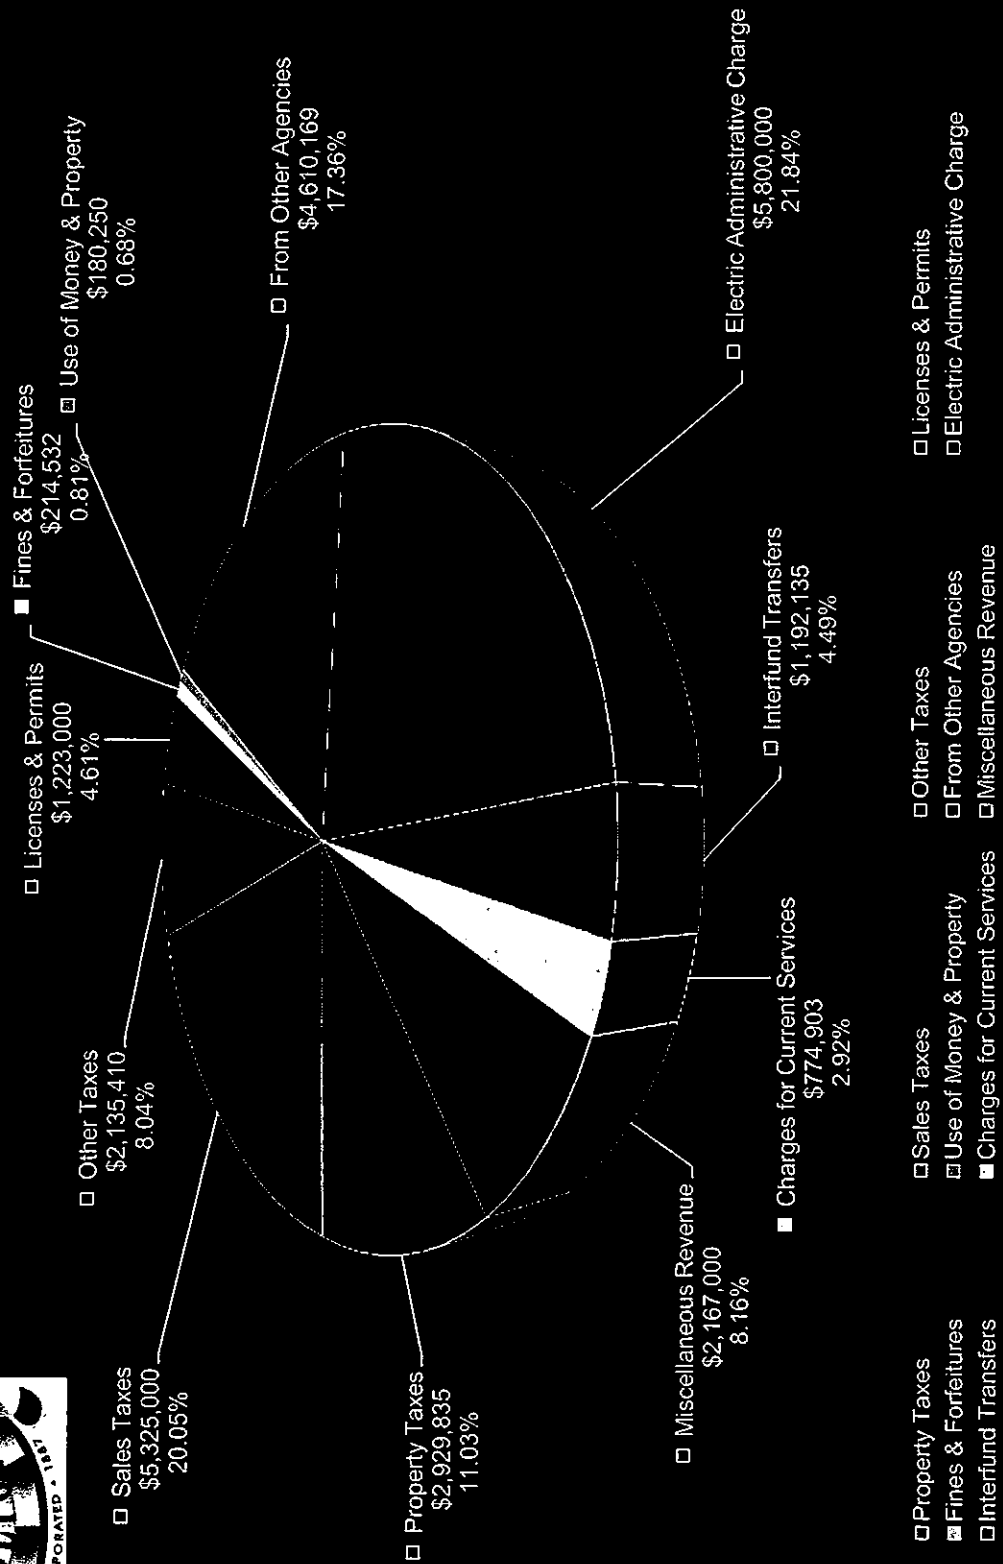 PORATED • 1887
Licenses & Permits
$1,223,000
4.61%
Fines & Forfeitures
$214,532
0.81%
Use of Money & Property
$180,250
0.68%
From Other Agencies
$4,610,169
17.36%
Electric Administrative Charge
$5,800,000
21.84%
Interfund Transfers
$1,192,135
4.49%
Charges for Current Services
$774,903
2.92%
Miscellaneous Revenue
$2,167,000
8.16%
Property Taxes
$2,929,835
11.03%
Sales Taxes
$5,325,000
20.05%
Other Taxes
$2,135,410
8.04%
Property Taxes
Sales Taxes
Other Taxes
Licenses & Permits
Fines & Forfeitures
Use of Money & Property
From Other Agencies
Electric Administrative Charge
Interfund Transfers
Charges for Current Services
Miscellaneous Revenue